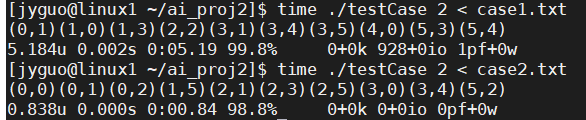 [jyguo@linux1 ~/ai_proj2]$ time ./testCase 2 < case1.txt
(0,1)(1,0)(1,3)(2,2)(3,1)(3,4)(3,5)(4,0)(5,3)(5,4)
5.184u 0.002s 0:05.19 99.8%     0+0k 928+0io 1pf+0w
[jyguo@linux1 ~/ai_proj2]$ time ./testCase 2 < case2.txt
(0,0)(0,1)(0,2)(1,5)(2,1)(2,3)(2,5)(3,0)(3,4)(5,2)
0.838u 0.000s 0:00.84 98.8%     0+0k 0+0io 0pf+0w